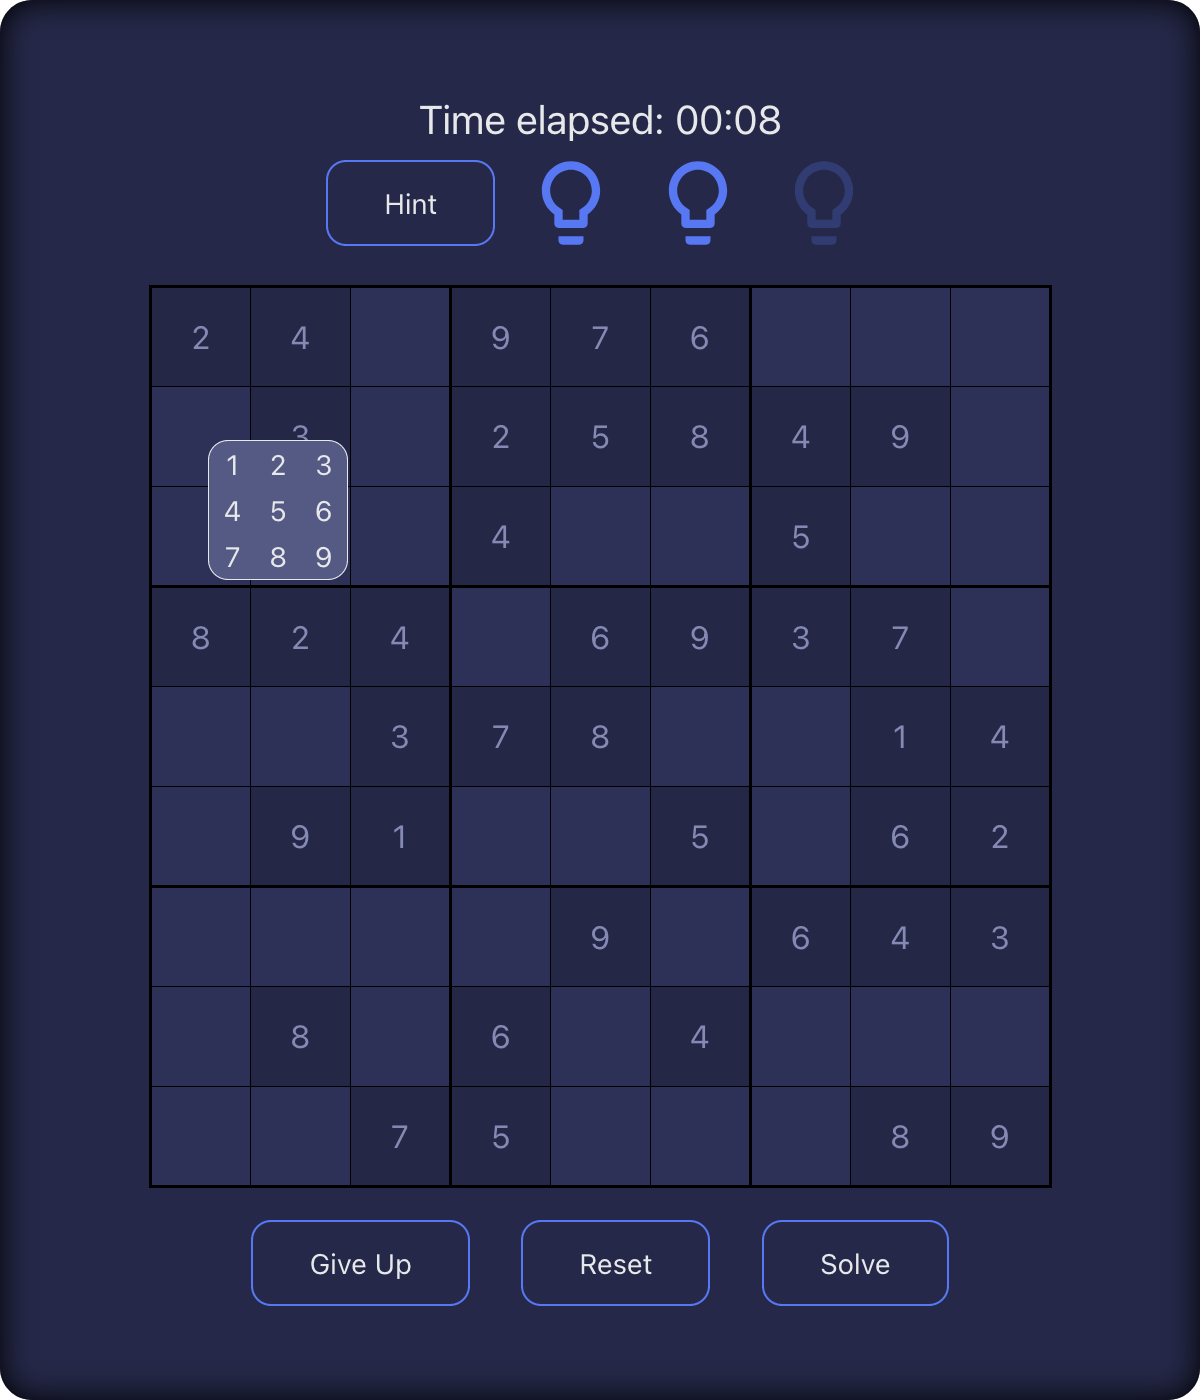 Time elapsed: 00:08
Hint
2 4 9 7 6
3 2 5 8 4 9
1 2 3
4 5 6
7 8 9
4 5
8 2 4 6 9 3 7
3 7 8 1 4
9 1 5 6 2
9 6 4 3
8 6 4
7 5 8 9
Give Up Reset Solve